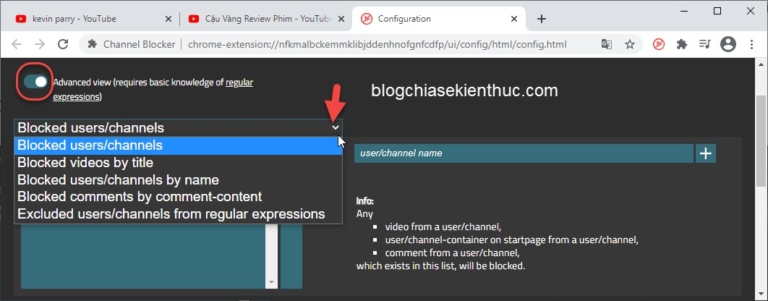 kevin parry - YouTube
Cậu Vàng Review Phim - YouTube
Configuration
Channel Blocker | chrome-extension://nfkmalbckemmklibjddenhnofgnfcdfp/ui/config/html/config.html
Advanced view (requires basic knowledge of regular
expressions)
blogchiasekienthuc.com
Blocked users/channels
Blocked users/channels
Blocked videos by title
Blocked users/channels by name
Blocked comments by comment-content
Excluded users/channels from regular expressions
user/channel name
Info:
Any
video from a user/channel,
user/channel-container on startpage from a user/channel,
comment from a user/channel,
which exists in this list, will be blocked.